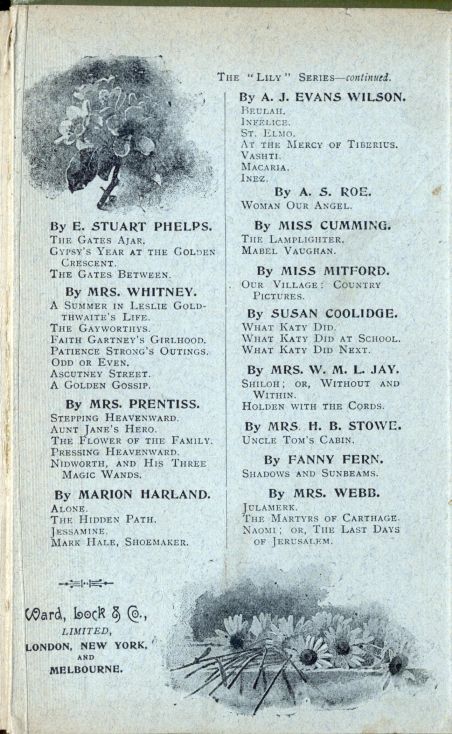 The "Lily" Series—continued.
By E. STUART PHELPS.
The Gates Ajar.
Gypsy's Year at the Golden
Crescent.
The Gates Between.
By MRS. WHITNEY.
A Summer in Leslie Gold-
thwaite's Life.
The Gayworthys.
Faith Gartney's Girlhood.
Patience Strong's Outings.
Odd or Even.
Ascutney Street.
A Golden Gossip.
By MRS. PRENTISS.
Stepping Heavenward.
Aunt Jane's Hero.
The Flower of the Family.
Pressing Heavenward.
Nidworth, and His Three
Magic Wands.
By MARION HARLAND.
Alone.
The Hidden Path.
Jessamine.
Mark Hale, Shoemaker.
Ward, Lock & Co.,
LIMITED,
LONDON, NEW YORK,
AND
MELBOURNE.
By A. J. EVANS WILSON.
Beulah.
Infelice.
St. Elmo.
At the Mercy of Tiberius.
Vashti.
Macaria.
Inez.
By A. S. ROE.
Woman Our Angel.
By MISS CUMMING.
The Lamplighter.
Mabel Vaughan.
By MISS MITFORD.
Our Village: Country
Pictures.
By SUSAN COOLIDGE.
What Katy Did.
What Katy Did at School.
What Katy Did Next.
By MRS. W. M. L. JAY.
Shiloh; or, Without and
Within.
Holden with the Cords.
By MRS. H. B. STOWE.
Uncle Tom's Cabin.
By FANNY FERN.
Shadows and Sunbeams.
By MRS. WEBB.
Julamerk.
The Martyrs of Carthage.
Naomi; or, The Last Days
of Jerusalem.